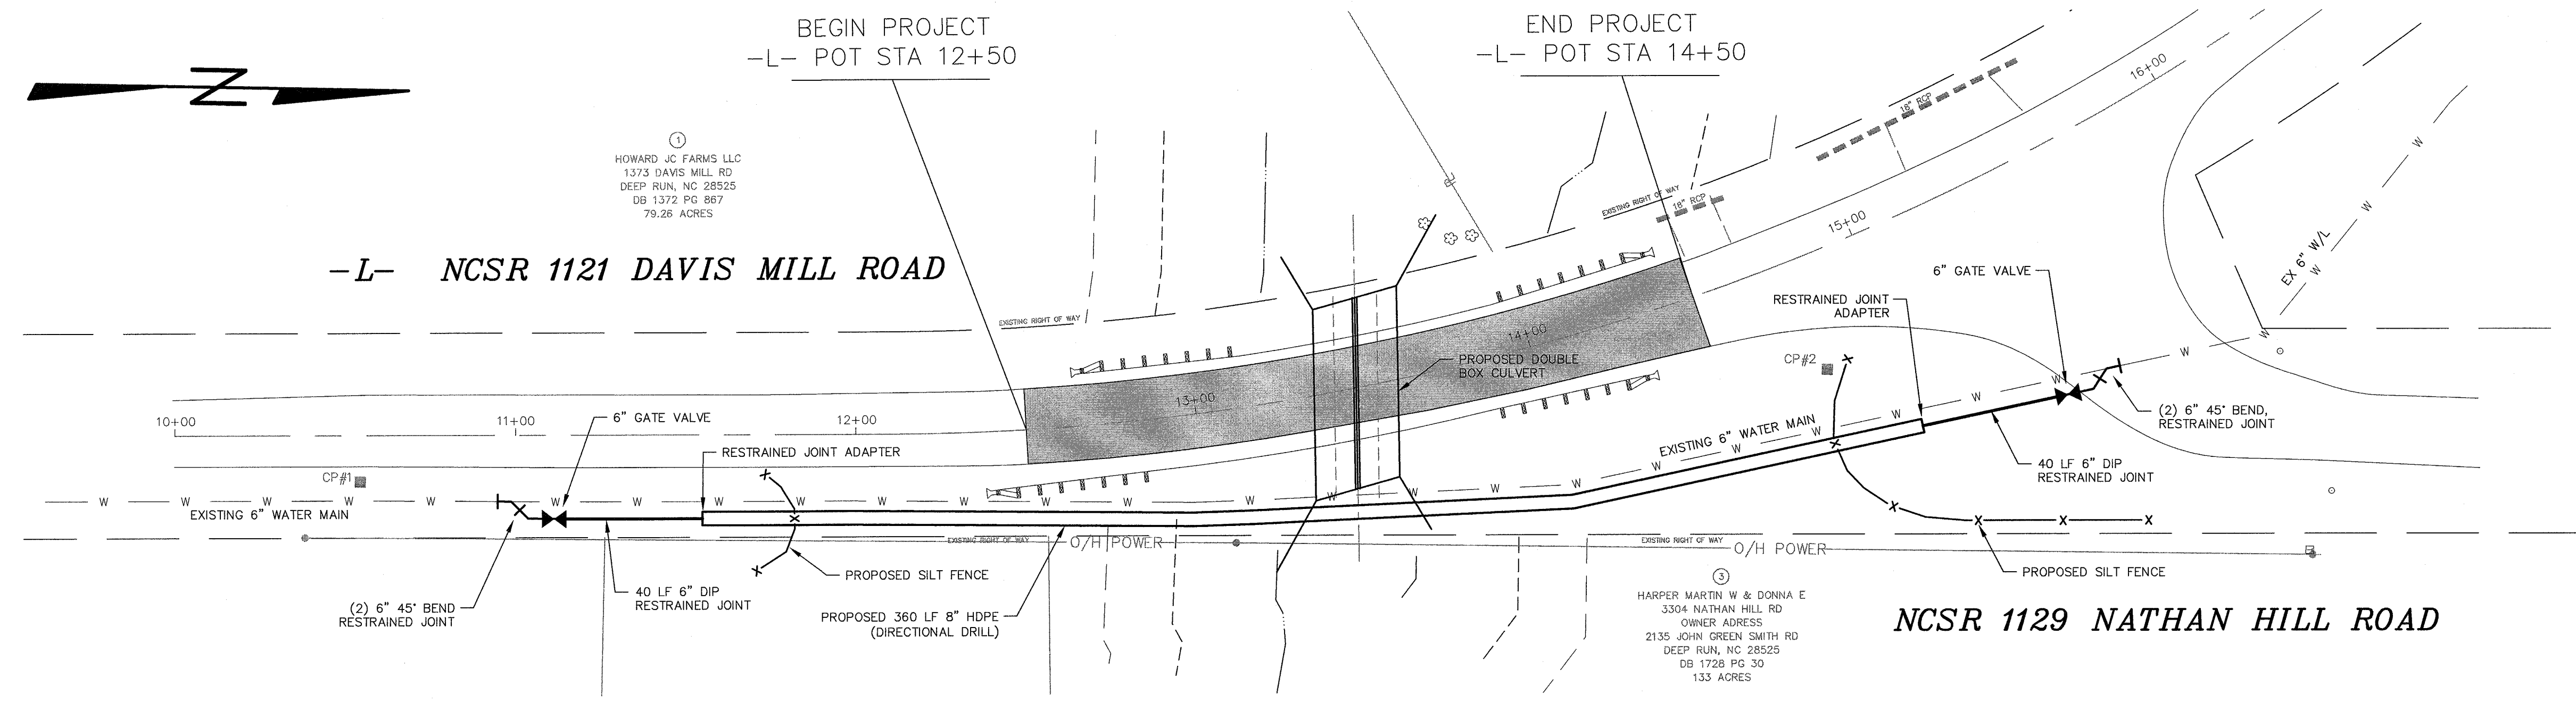 BEGIN PROJECT
-L- POT STA 12+50
END PROJECT
-L- POT STA 14+50
N
1
HOWARD JC FARMS LLC
1373 DAVIS MILL RD
DEEP RUN, NC 28525
DB 1372 PG 867
79.26 ACRES
-L- NCSR 1121 DAVIS MILL ROAD
EXISTING RIGHT OF WAY
EXISTING RIGHT OF WAY
18" RCP
18" RCP
16+00
15+00
14+00
13+00
12+00
11+00
10+00
PROPOSED DOUBLE
BOX CULVERT
6" GATE VALVE
RESTRAINED JOINT
ADAPTER
EX 6" W/L
W
W
W
W
W
W
CP#2
(2) 6" 45° BEND,
RESTRAINED JOINT
40 LF 6" DIP
RESTRAINED JOINT
EXISTING 6" WATER MAIN
6" GATE VALVE
RESTRAINED JOINT ADAPTER
CP#1
W W W W W W W W W W W W W W W W W W W W W W
EXISTING 6" WATER MAIN
EXISTING RIGHT OF WAY
O/H POWER
EXISTING RIGHT OF WAY
O/H POWER
PROPOSED SILT FENCE
PROPOSED SILT FENCE
40 LF 6" DIP
RESTRAINED JOINT
(2) 6" 45° BEND
RESTRAINED JOINT
PROPOSED 360 LF 8" HDPE
(DIRECTIONAL DRILL)
3
HARPER MARTIN W & DONNA E
3304 NATHAN HILL RD
OWNER ADRESS
2135 JOHN GREEN SMITH RD
DEEP RUN, NC 28525
DB 1728 PG 30
133 ACRES
NCSR 1129 NATHAN HILL ROAD